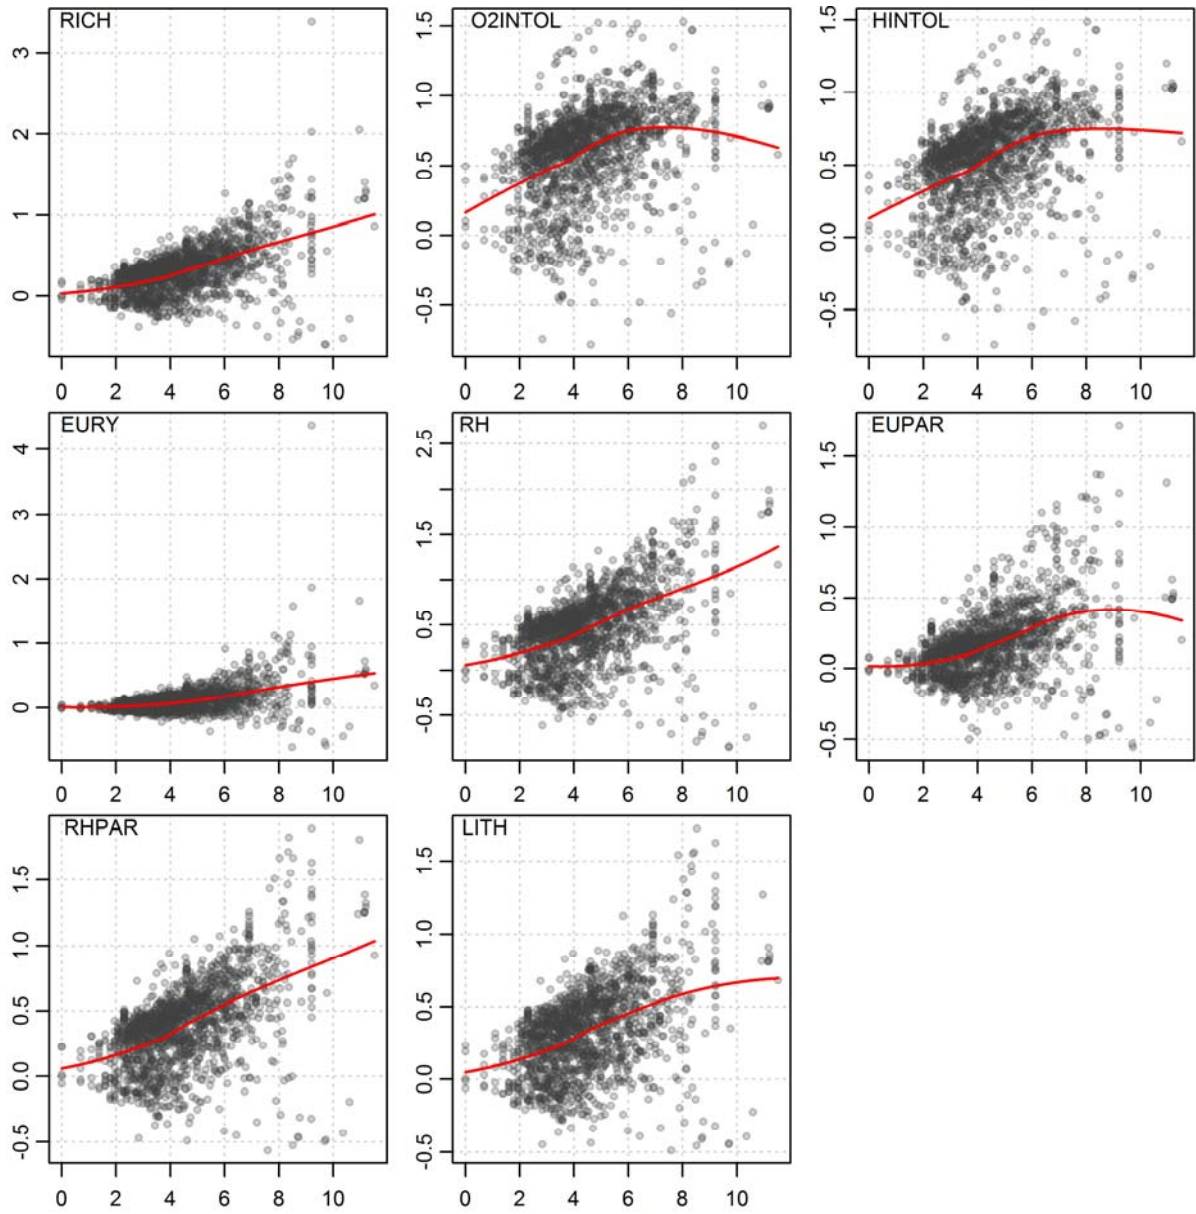 RICH O2INTOL HINTOL
3 1.5 1.5
2 1.0 1.0
1 0.5 0.5
0 0.0 0.0
-0.5 -0.5
0 2 4 6 8 10 0 2 4 6 8 10 0 2 4 6 8 10
EURY RH EUPAR
4 2.5 1.5
3 1.5 1.0
2 0.5 0.5
1 -0.5 0.0
0 -0.5
0 2 4 6 8 10 0 2 4 6 8 10 0 2 4 6 8 10
RHPAR LITH
1.5 1.5
1.0 1.0
0.5 0.5
0.0 0.0
-0.5 -0.5
0 2 4 6 8 10 0 2 4 6 8 10